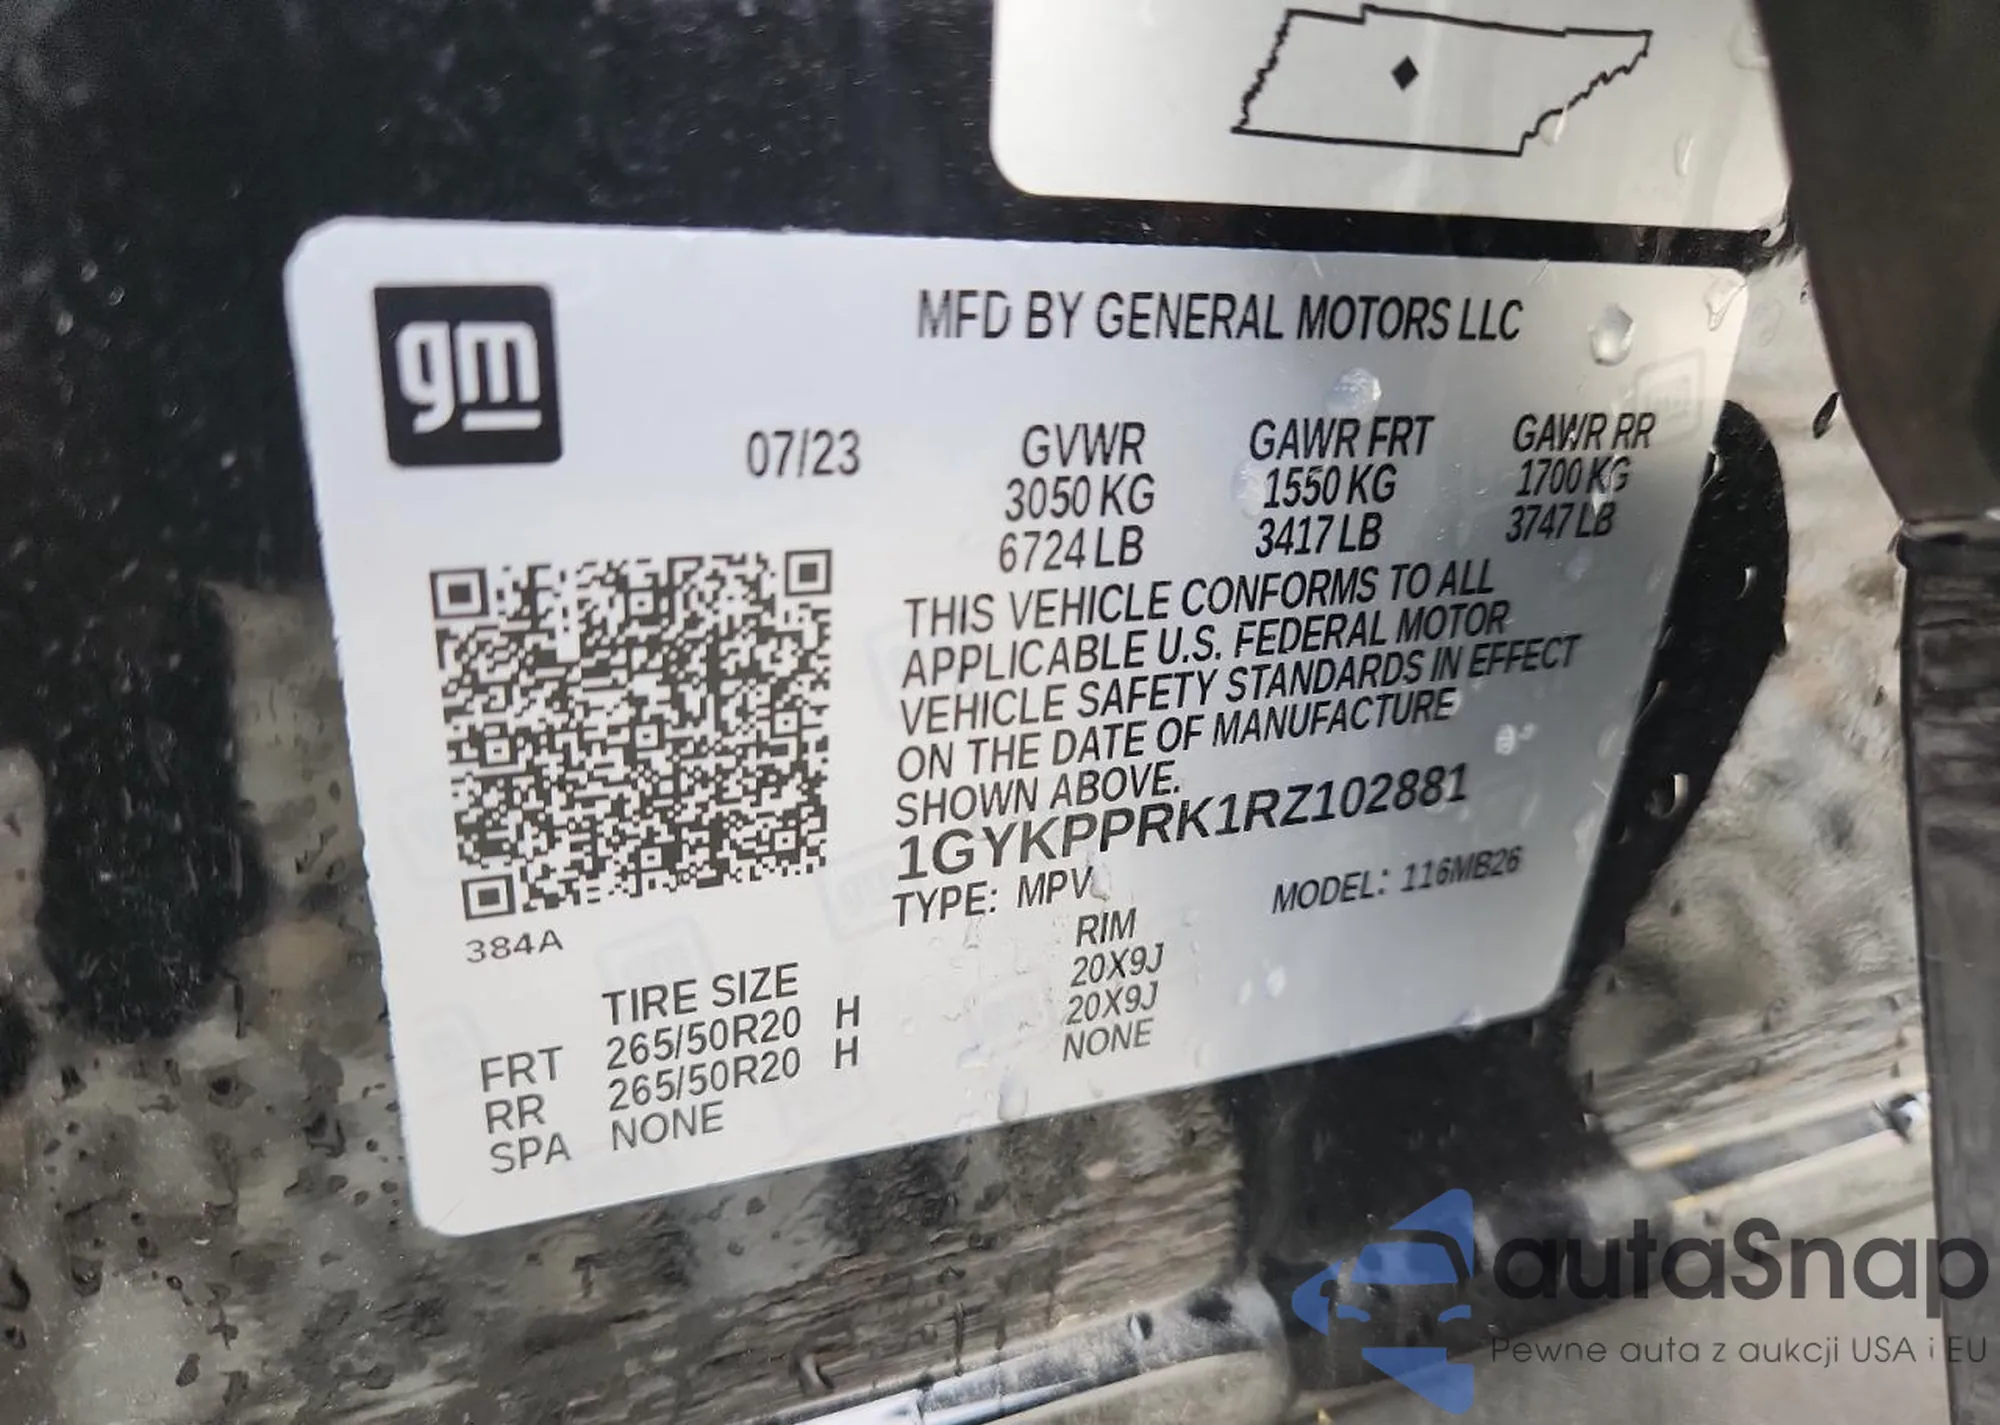 gm
MFD BY GENERAL MOTORS LLC
07/23
GVWR GAWR FRT GAWR RR
3050 KG 1550 KG 1700 KG
6724 LB 3417 LB 3747 LB
THIS VEHICLE CONFORMS TO ALL
APPLICABLE U.S. FEDERAL MOTOR
VEHICLE SAFETY STANDARDS IN EFFECT
ON THE DATE OF MANUFACTURE
SHOWN ABOVE.
1GYKPPRK1RZ102881
TYPE: MPV MODEL: 116MB26
384A
TIRE SIZE RIM
FRT 265/50R20 H 20X9J
RR 265/50R20 H 20X9J
SPA NONE NONE
autaSnap
Pewne auta z aukcji USA i EU